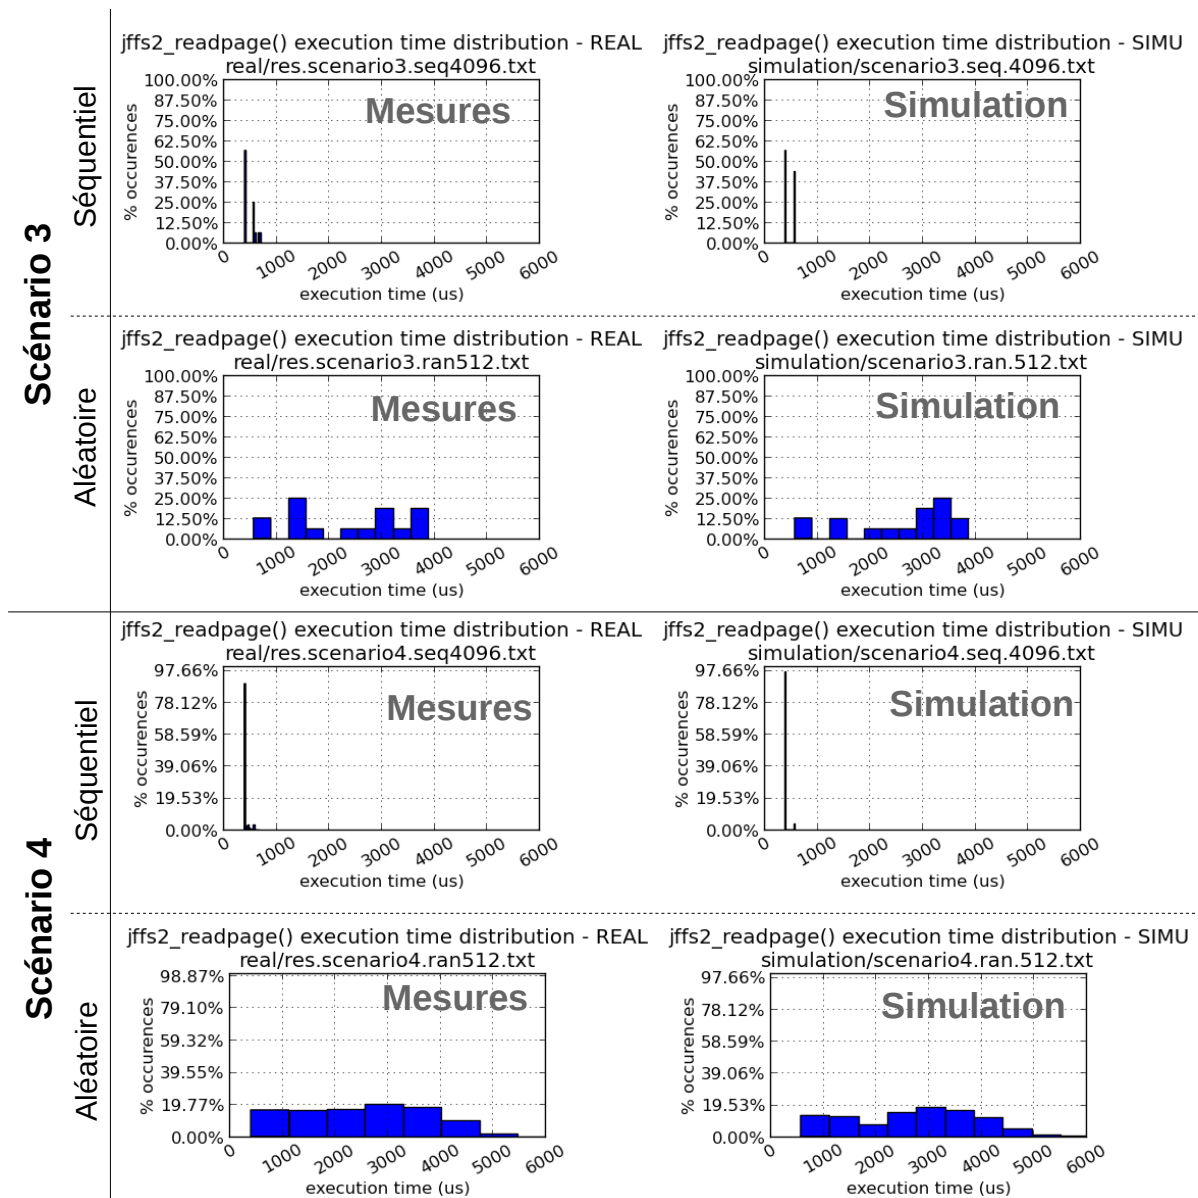 Scénario 3
Séquentiel
jffs2_readpage() execution time distribution - REAL
real/res.scenario3.seq4096.txt
Mesures
% occurences
100.00%
87.50%
75.00%
62.50%
50.00%
37.50%
25.00%
12.50%
0.00%
0 1000 2000 3000 4000 5000 6000
execution time (us)
jffs2_readpage() execution time distribution - SIMU
simulation/scenario3.seq.4096.txt
Simulation
% occurences
100.00%
87.50%
75.00%
62.50%
50.00%
37.50%
25.00%
12.50%
0.00%
0 1000 2000 3000 4000 5000 6000
execution time (us)
Aléatoire
jffs2_readpage() execution time distribution - REAL
real/res.scenario3.ran512.txt
Mesures
% occurences
100.00%
87.50%
75.00%
62.50%
50.00%
37.50%
25.00%
12.50%
0.00%
0 1000 2000 3000 4000 5000 6000
execution time (us)
jffs2_readpage() execution time distribution - SIMU
simulation/scenario3.ran.512.txt
Simulation
% occurences
100.00%
87.50%
75.00%
62.50%
50.00%
37.50%
25.00%
12.50%
0.00%
0 1000 2000 3000 4000 5000 6000
execution time (us)
Scénario 4
Séquentiel
jffs2_readpage() execution time distribution - REAL
real/res.scenario4.seq4096.txt
Mesures
% occurences
97.66%
78.12%
58.59%
39.06%
19.53%
0.00%
0 1000 2000 3000 4000 5000 6000
execution time (us)
jffs2_readpage() execution time distribution - SIMU
simulation/scenario4.seq.4096.txt
Simulation
% occurences
97.66%
78.12%
58.59%
39.06%
19.53%
0.00%
0 1000 2000 3000 4000 5000 6000
execution time (us)
Aléatoire
jffs2_readpage() execution time distribution - REAL
real/res.scenario4.ran512.txt
Mesures
% occurences
98.87%
79.10%
59.32%
39.55%
19.77%
0.00%
0 1000 2000 3000 4000 5000 6000
execution time (us)
jffs2_readpage() execution time distribution - SIMU
simulation/scenario4.ran.512.txt
Simulation
% occurences
97.66%
78.12%
58.59%
39.06%
19.53%
0.00%
0 1000 2000 3000 4000 5000 6000
execution time (us)